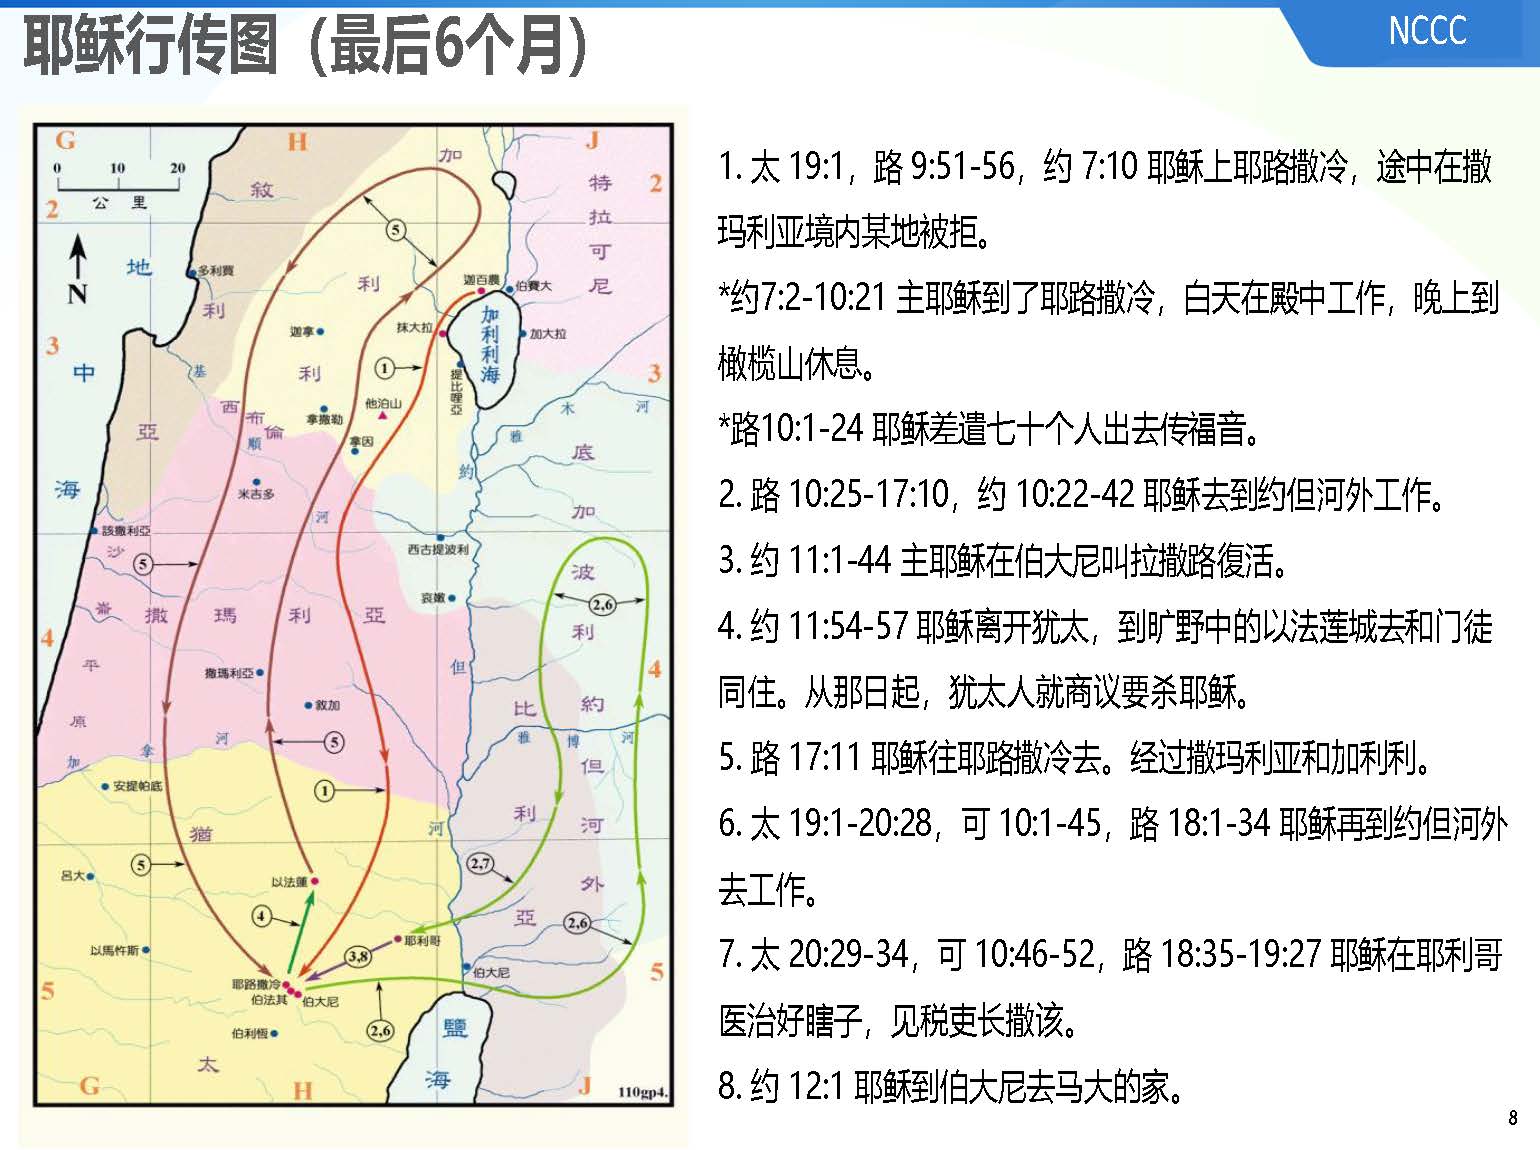 耶稣行传图（最后6个月）
NCCC
1. 太 19:1，路 9:51-56，约 7:10 耶稣上耶路撒冷，途中在撒
玛利亚境内某地被拒。
*约7:2-10:21 主耶稣到了耶路撒冷，白天在殿中工作，晚上到
橄榄山休息。
*路10:1-24 耶稣差遣七十个人出去传福音。
2. 路 10:25-17:10，约 10:22-42 耶稣去到约但河外工作。
3. 约 11:1-44 主耶稣在伯大尼叫拉撒路復活。
4. 约 11:54-57 耶稣离开犹太，到旷野中的以法莲城去和门徒
同住。从那日起，犹太人就商议要杀耶稣。
5. 路 17:11 耶稣往耶路撒冷去。经过撒玛利亚和加利利。
6. 太 19:1-20:28，可 10:1-45，路 18:1-34 耶稣再到约但河外
去工作。
7. 太 20:29-34，可 10:46-52，路 18:35-19:27 耶稣在耶利哥
医治好瞎子，见税吏长撒该。
8. 约 12:1 耶稣到伯大尼去马大的家。
8
G H J
0 10 20
公里
N
2
2
3
3
4
4
5
5
G H J
110gp4.
地中海
敘利亞
加利利
特拉可尼
多利買
迦百農
伯賽大
加利利海
抹大拉
加大拉
迦拿
提比哩亞
他泊山
拿撒勒
拿因
西布倫
基順河
雅木河
米吉多
底加波利
該撒利亞
西古提波利
哀嫩
沙崙平原
撒瑪利亞
撒瑪利亞
敘加
約但河
比利亞
約但河外
雅博河
加拿河
安提帕底
猶太
呂大
以法蓮
以馬忤斯
耶利哥
耶路撒冷
伯法其
伯大尼
伯大尼
伯利恆
鹽海
5
1
5
2,6
5
1
5
2,7
4
2,6
3,8
2,6